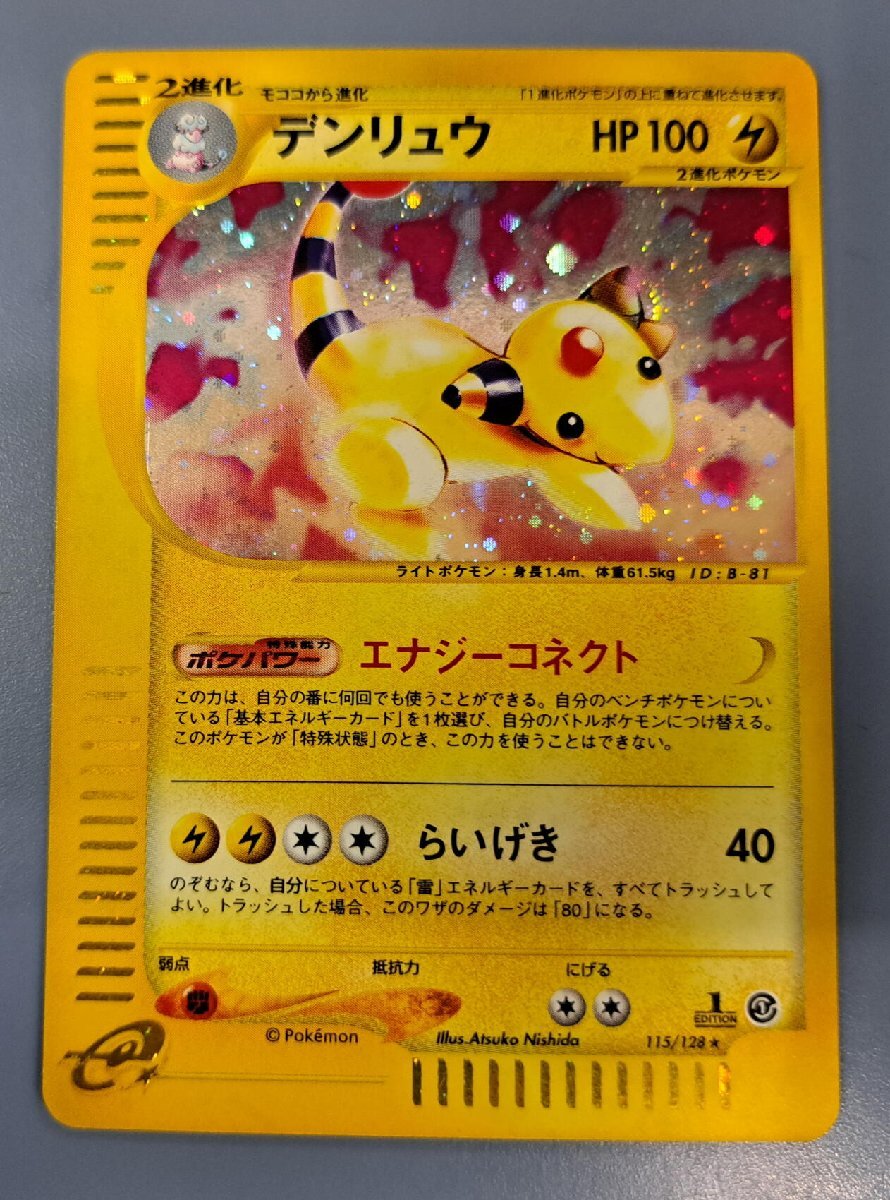 2進化
モココから進化
「1進化ポケモン」の上に重ねて進化させます。
デンリュウ
HP 100
2進化ポケモン
ライトポケモン：身長1.4m、体重61.5kg ID:B-81
特殊能力
ポケパワー
エナジーコネクト
この力は、自分の番に何回でも使うことができる。自分のベンチポケモンについ
ている「基本エネルギーカード」を1枚選び、自分のバトルポケモンにつけ替える。
このポケモンが「特殊状態」のとき、この力を使うことはできない。
らいげき
40
のぞむなら、自分についている「雷」エネルギーカードを、すべてトラッシュして
よい。トラッシュした場合、このワザのダメージは「80」になる。
弱点
抵抗力
にげる
1
EDITION
© Pokémon
Illus.Atsuko Nishida
115/128★